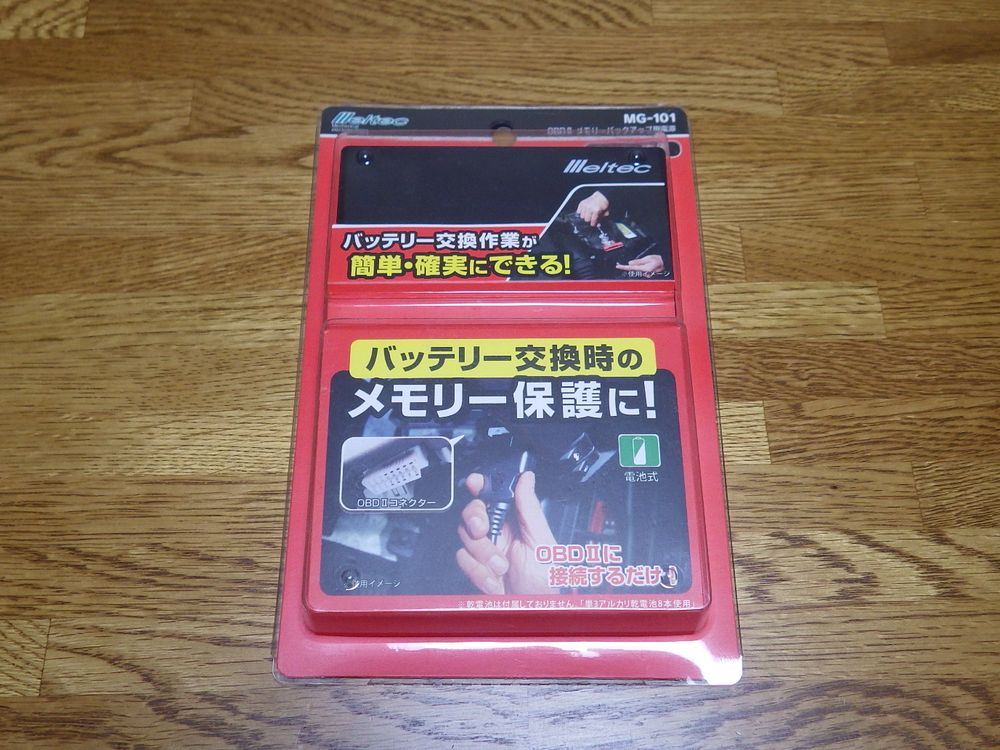 Meltec
MG-101
OBDⅡ メモリーバックアップ用電源
Meltec
バッテリー交換作業が
簡単・確実にできる!
※使用イメージ
バッテリー交換時の
メモリー保護に!
電池式
OBDⅡコネクター
OBDⅡに
接続するだけ!
使用イメージ
※乾電池は付属しておりません。「単3アルカリ乾電池8本使用」